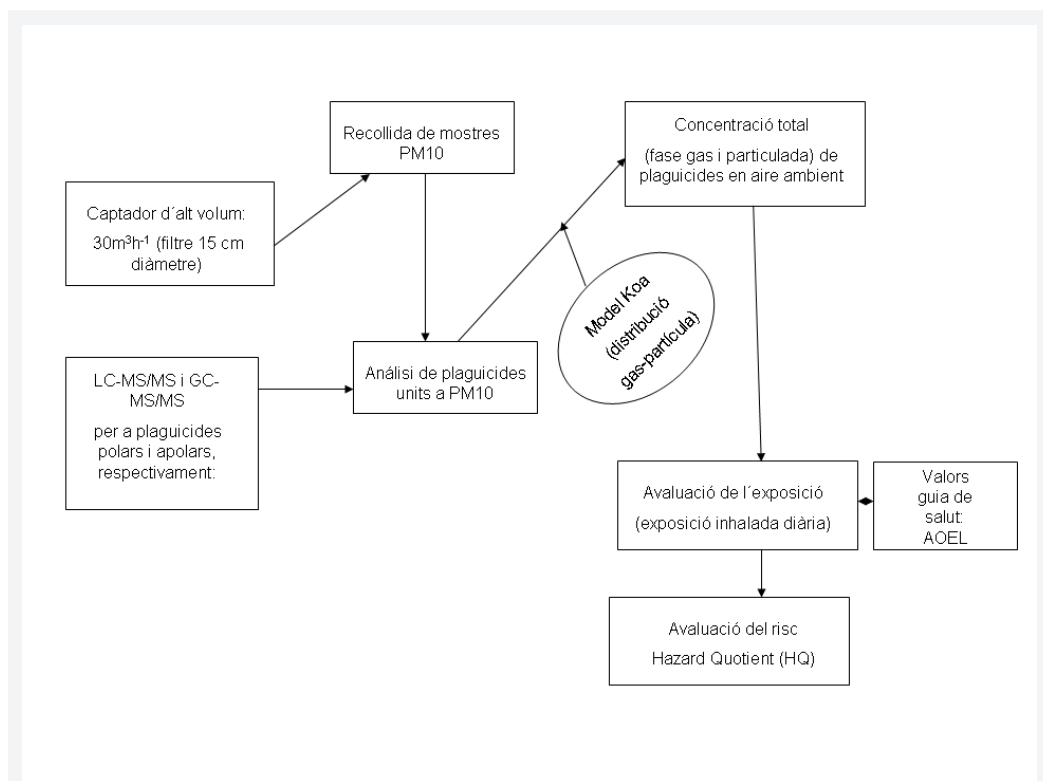 Recollida de mostres
PM10
Concentració total
(fase gas i particulada) de
plaguicides en aire ambient
Captador d´alt volum:
30m³h-¹ (filtre 15 cm
diàmetre)
Model Koa
(distribució
gas-partícula)
LC-MS/MS i GC-
MS/MS
per a plaguicides
polars i apolars,
respectivament:
Análisi de plaguicides
units a PM10
Avaluació de l´exposició
(exposició inhalada diària)
Valors
guia de
salut:
AOEL
Avaluació del risc
Hazard Quotient (HQ)